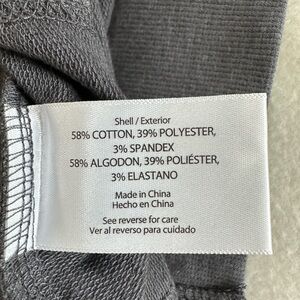 Shell / Exterior
58% COTTON, 39% POLYESTER,
3% SPANDEX
58% ALGODON, 39% POLIÉSTER,
3% ELASTANO
Made in China
Hecho en China
See reverse for care
Ver al reverso para cuidado